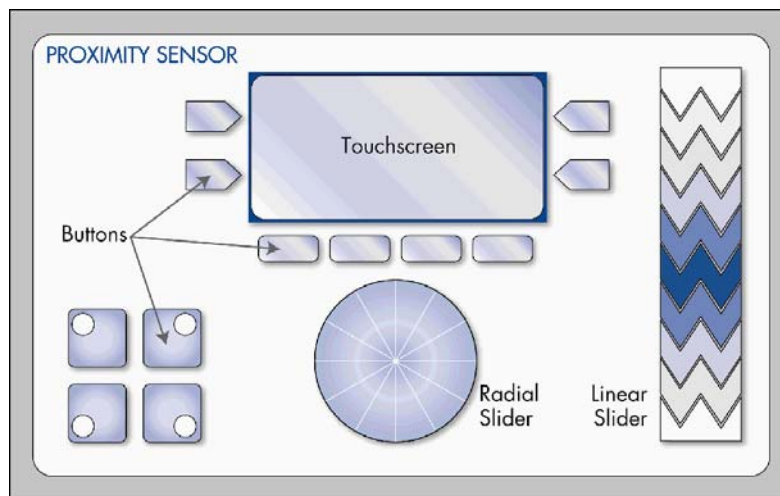 PROXIMITY SENSOR
Touchscreen
Buttons
Radial
Slider
Linear
Slider